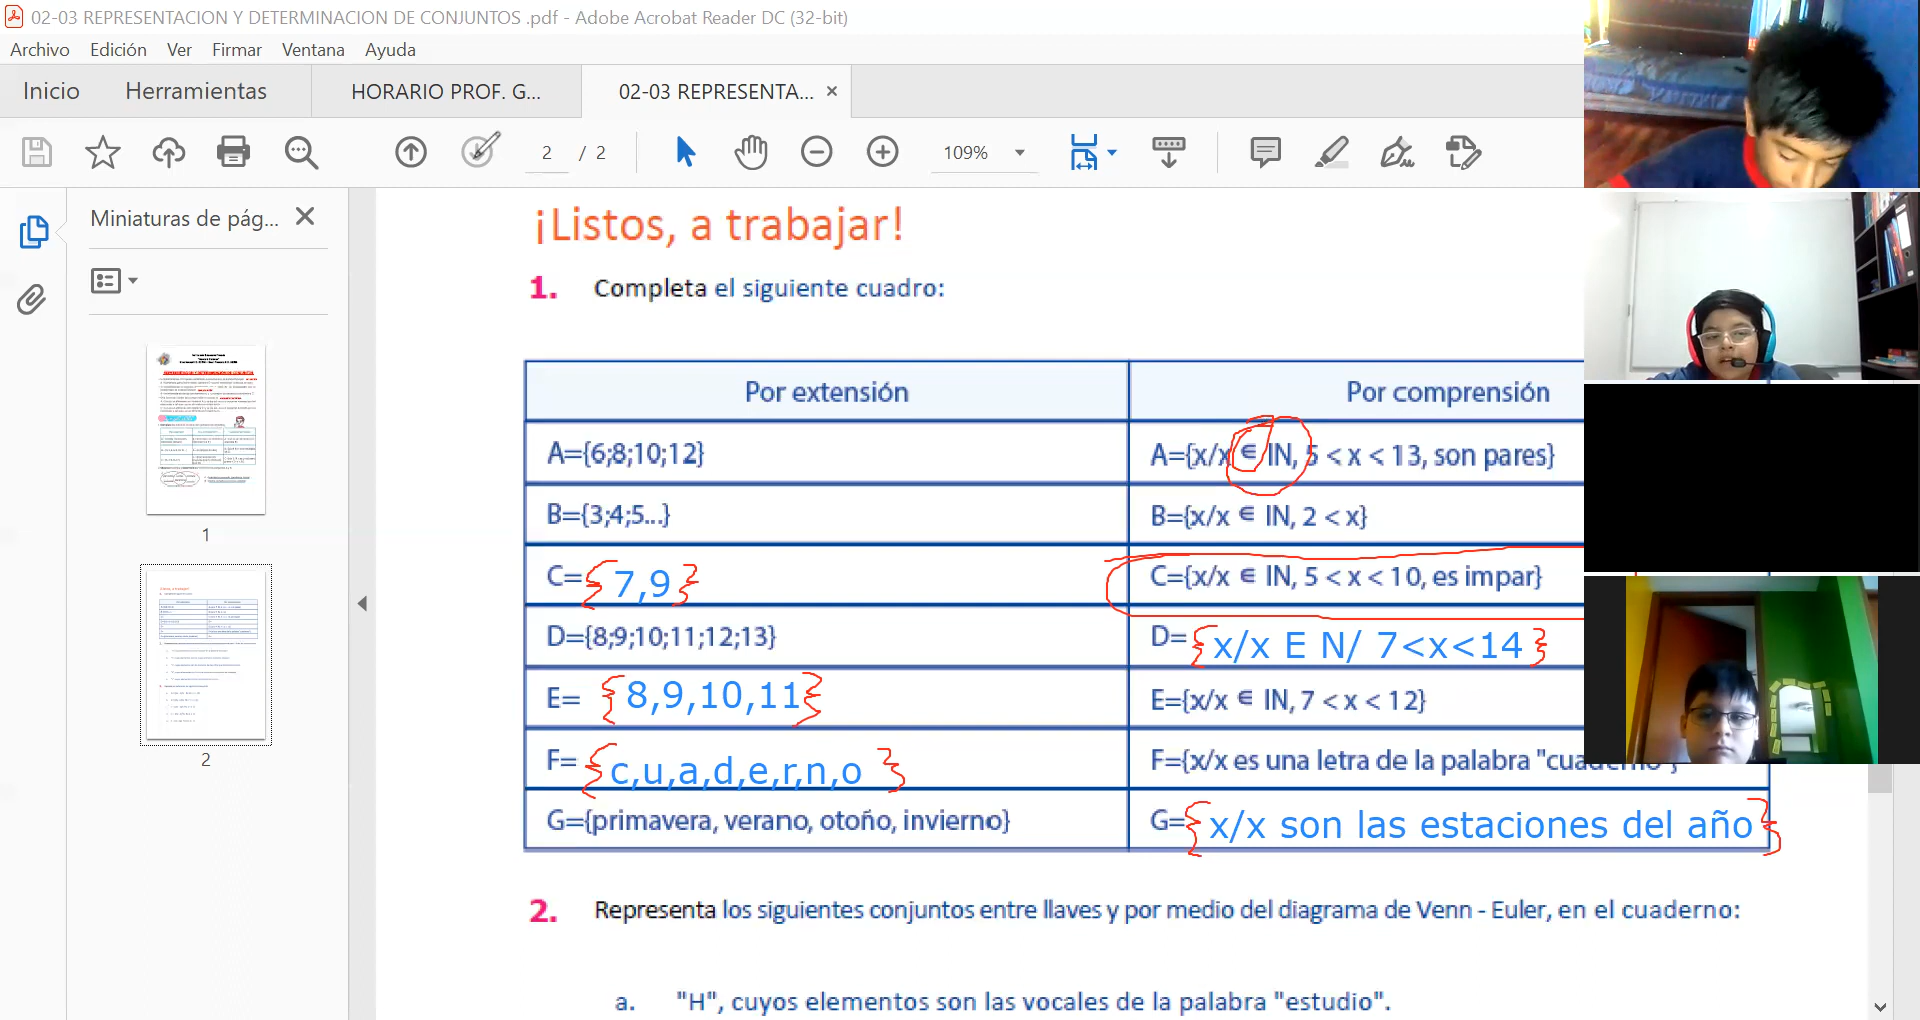 02-03 REPRESENTACION Y DETERMINACION DE CONJUNTOS .pdf - Adobe Acrobat Reader DC (32-bit)
Archivo Edición Ver Firmar Ventana Ayuda
Inicio Herramientas HORARIO PROF. G... 02-03 REPRESENTA... ×
2 / 2 109%
Miniaturas de pág... ×
1
2
¡Listos, a trabajar!
1. Completa el siguiente cuadro:
Por extensión Por comprensión
A={6;8;10;12} A={x/x ∈ IN, 5 < x < 13, son pares}
B={3;4;5...} B={x/x ∈ IN, 2 < x}
C={7,9} C={x/x ∈ IN, 5 < x < 10, es impar}
D={8;9;10;11;12;13} D={x/x E N/ 7<x<14}
E= {8,9,10,11} E={x/x ∈ IN, 7 < x < 12}
F={c,u,a,d,e,r,n,o } F={x/x es una letra de la palabra "cuaderno"}
G={primavera, verano, otoño, invierno} G={x/x son las estaciones del año}
2. Representa los siguientes conjuntos entre llaves y por medio del diagrama de Venn - Euler, en el cuaderno:
a. "H", cuyos elementos son las vocales de la palabra "estudio".